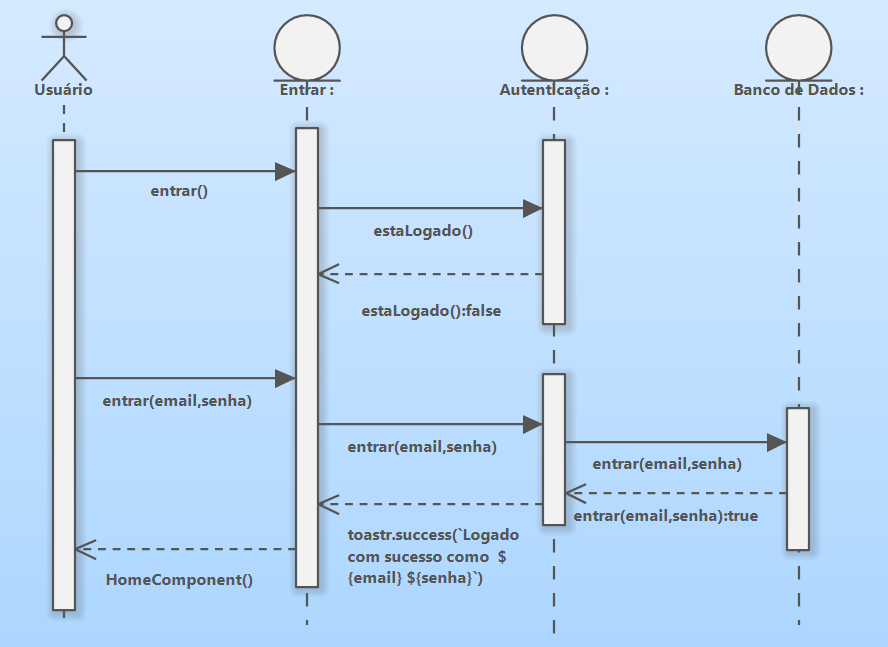 Usuário
Entrar :
Autenticação :
Banco de Dados :
entrar()
estaLogado()
estaLogado():false
entrar(email,senha)
entrar(email,senha)
entrar(email,senha)
entrar(email,senha):true
toastr.success(`Logado
com sucesso como  $
{email} ${senha}`)
HomeComponent()